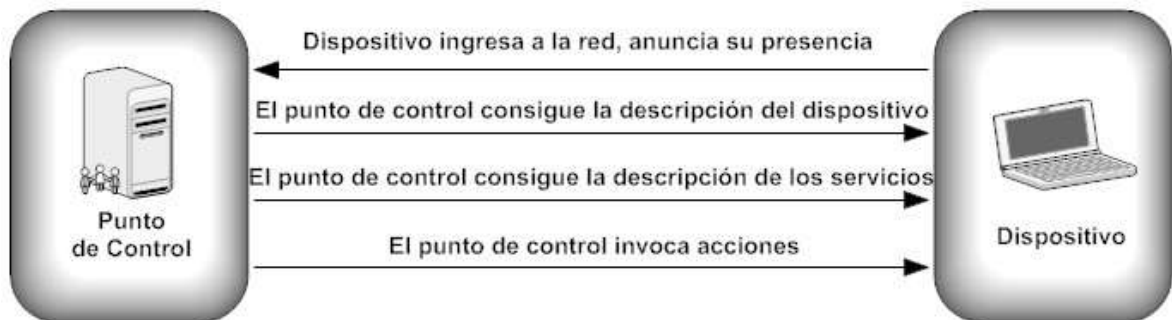 Dispositivo ingresa a la red, anuncia su presencia
El punto de control consigue la descripción del dispositivo
El punto de control consigue la descripción de los servicios
El punto de control invoca acciones
Punto
de Control
Dispositivo